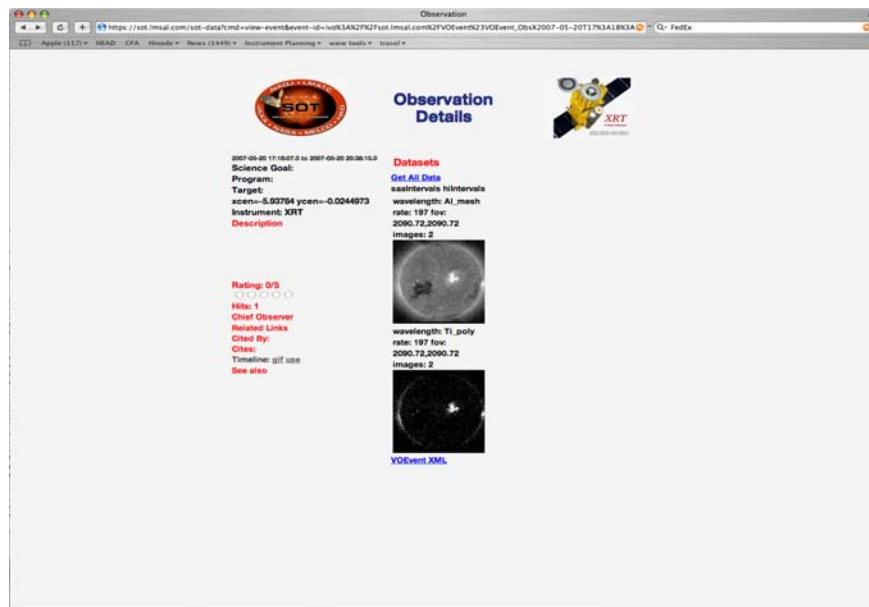 Observation
https://sot.lmsal.com/sot-data?cmd=view-event&event-id=ivo%3A%2F%2Fsot.lmsal.com%2FVOEvent%23VOEvent_ObsX2007-05-20T17%3A18%3A
Q- FedEx
Apple (117) HEAD CFA Hinode News (1449) Instrument Planning www tools travel
NAOJ LMATC
SOT
NASA MELCO
Observation
Details
XRT
2007-05-20 17:18:07.0 to 2007-05-20 20:38:15.0
Science Goal:
Program:
Target:
xcen=-5.93764 ycen=-0.0244973
Instrument: XRT
Description
Rating: 0/5
Hits: 1
Chief Observer
Related Links
Cited By:
Cites:
Timeline: gif use
See also
Datasets
Get All Data
saaIntervals hiIntervals
wavelength: Al_mesh
rate: 197 fov:
2090.72,2090.72
images: 2
wavelength: Ti_poly
rate: 197 fov:
2090.72,2090.72
images: 2
VOEvent XML